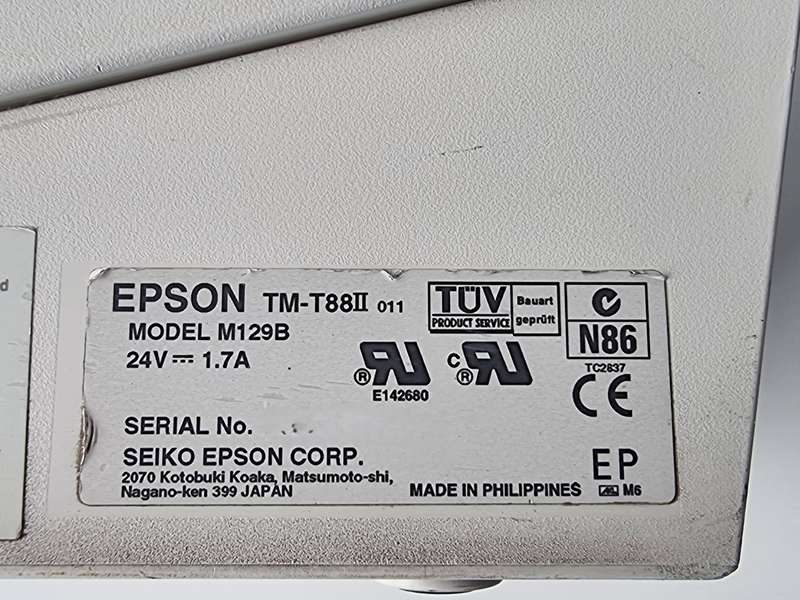 d
EPSON TM-T88II 011
MODEL M129B
24V 1.7A
TÜV
PRODUCT SERVICE
Bauart
geprüft
N86
TC2837
CE
E142680
SERIAL No.
SEIKO EPSON CORP.
2070 Kotobuki Koaka, Matsumoto-shi,
Nagano-ken 399 JAPAN
MADE IN PHILIPPINES
EP
M6